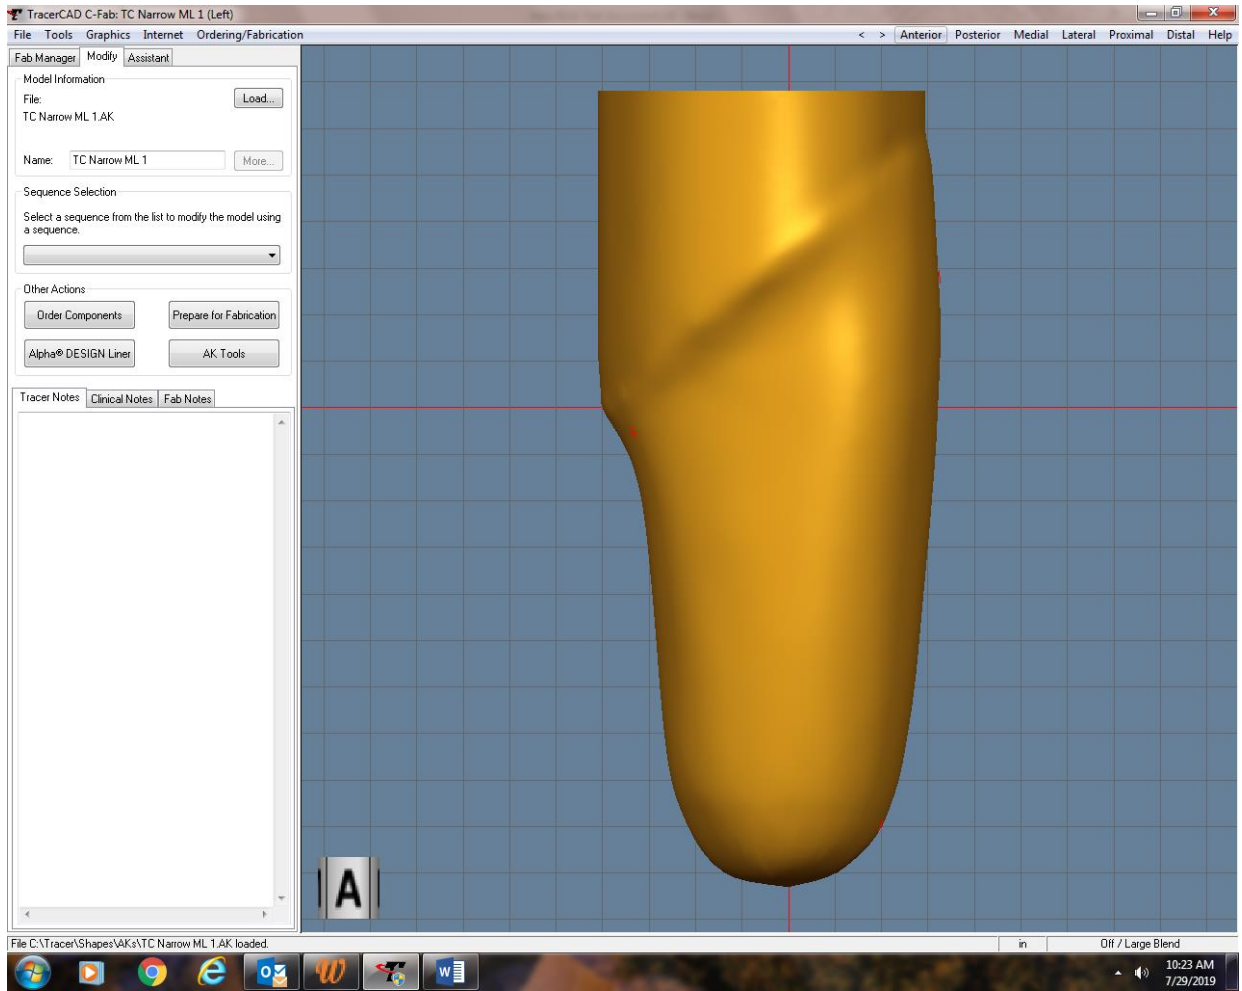 TracerCAD C-Fab: TC Narrow ML 1 (Left)
File Tools Graphics Internet Ordering/Fabrication < > Anterior Posterior Medial Lateral Proximal Distal Help
Fab Manager Modify Assistant
Model Information
File: Load...
TC Narrow ML 1.AK
Name: TC Narrow ML 1 More...
Sequence Selection
Select a sequence from the list to modify the model using
a sequence.
Other Actions
Order Components Prepare for Fabrication
Alpha® DESIGN Liner AK Tools
Tracer Notes Clinical Notes Fab Notes
A
File C:\Tracer\Shapes\AKs\TC Narrow ML 1.AK loaded. in Off / Large Blend
10:23 AM
7/29/2019